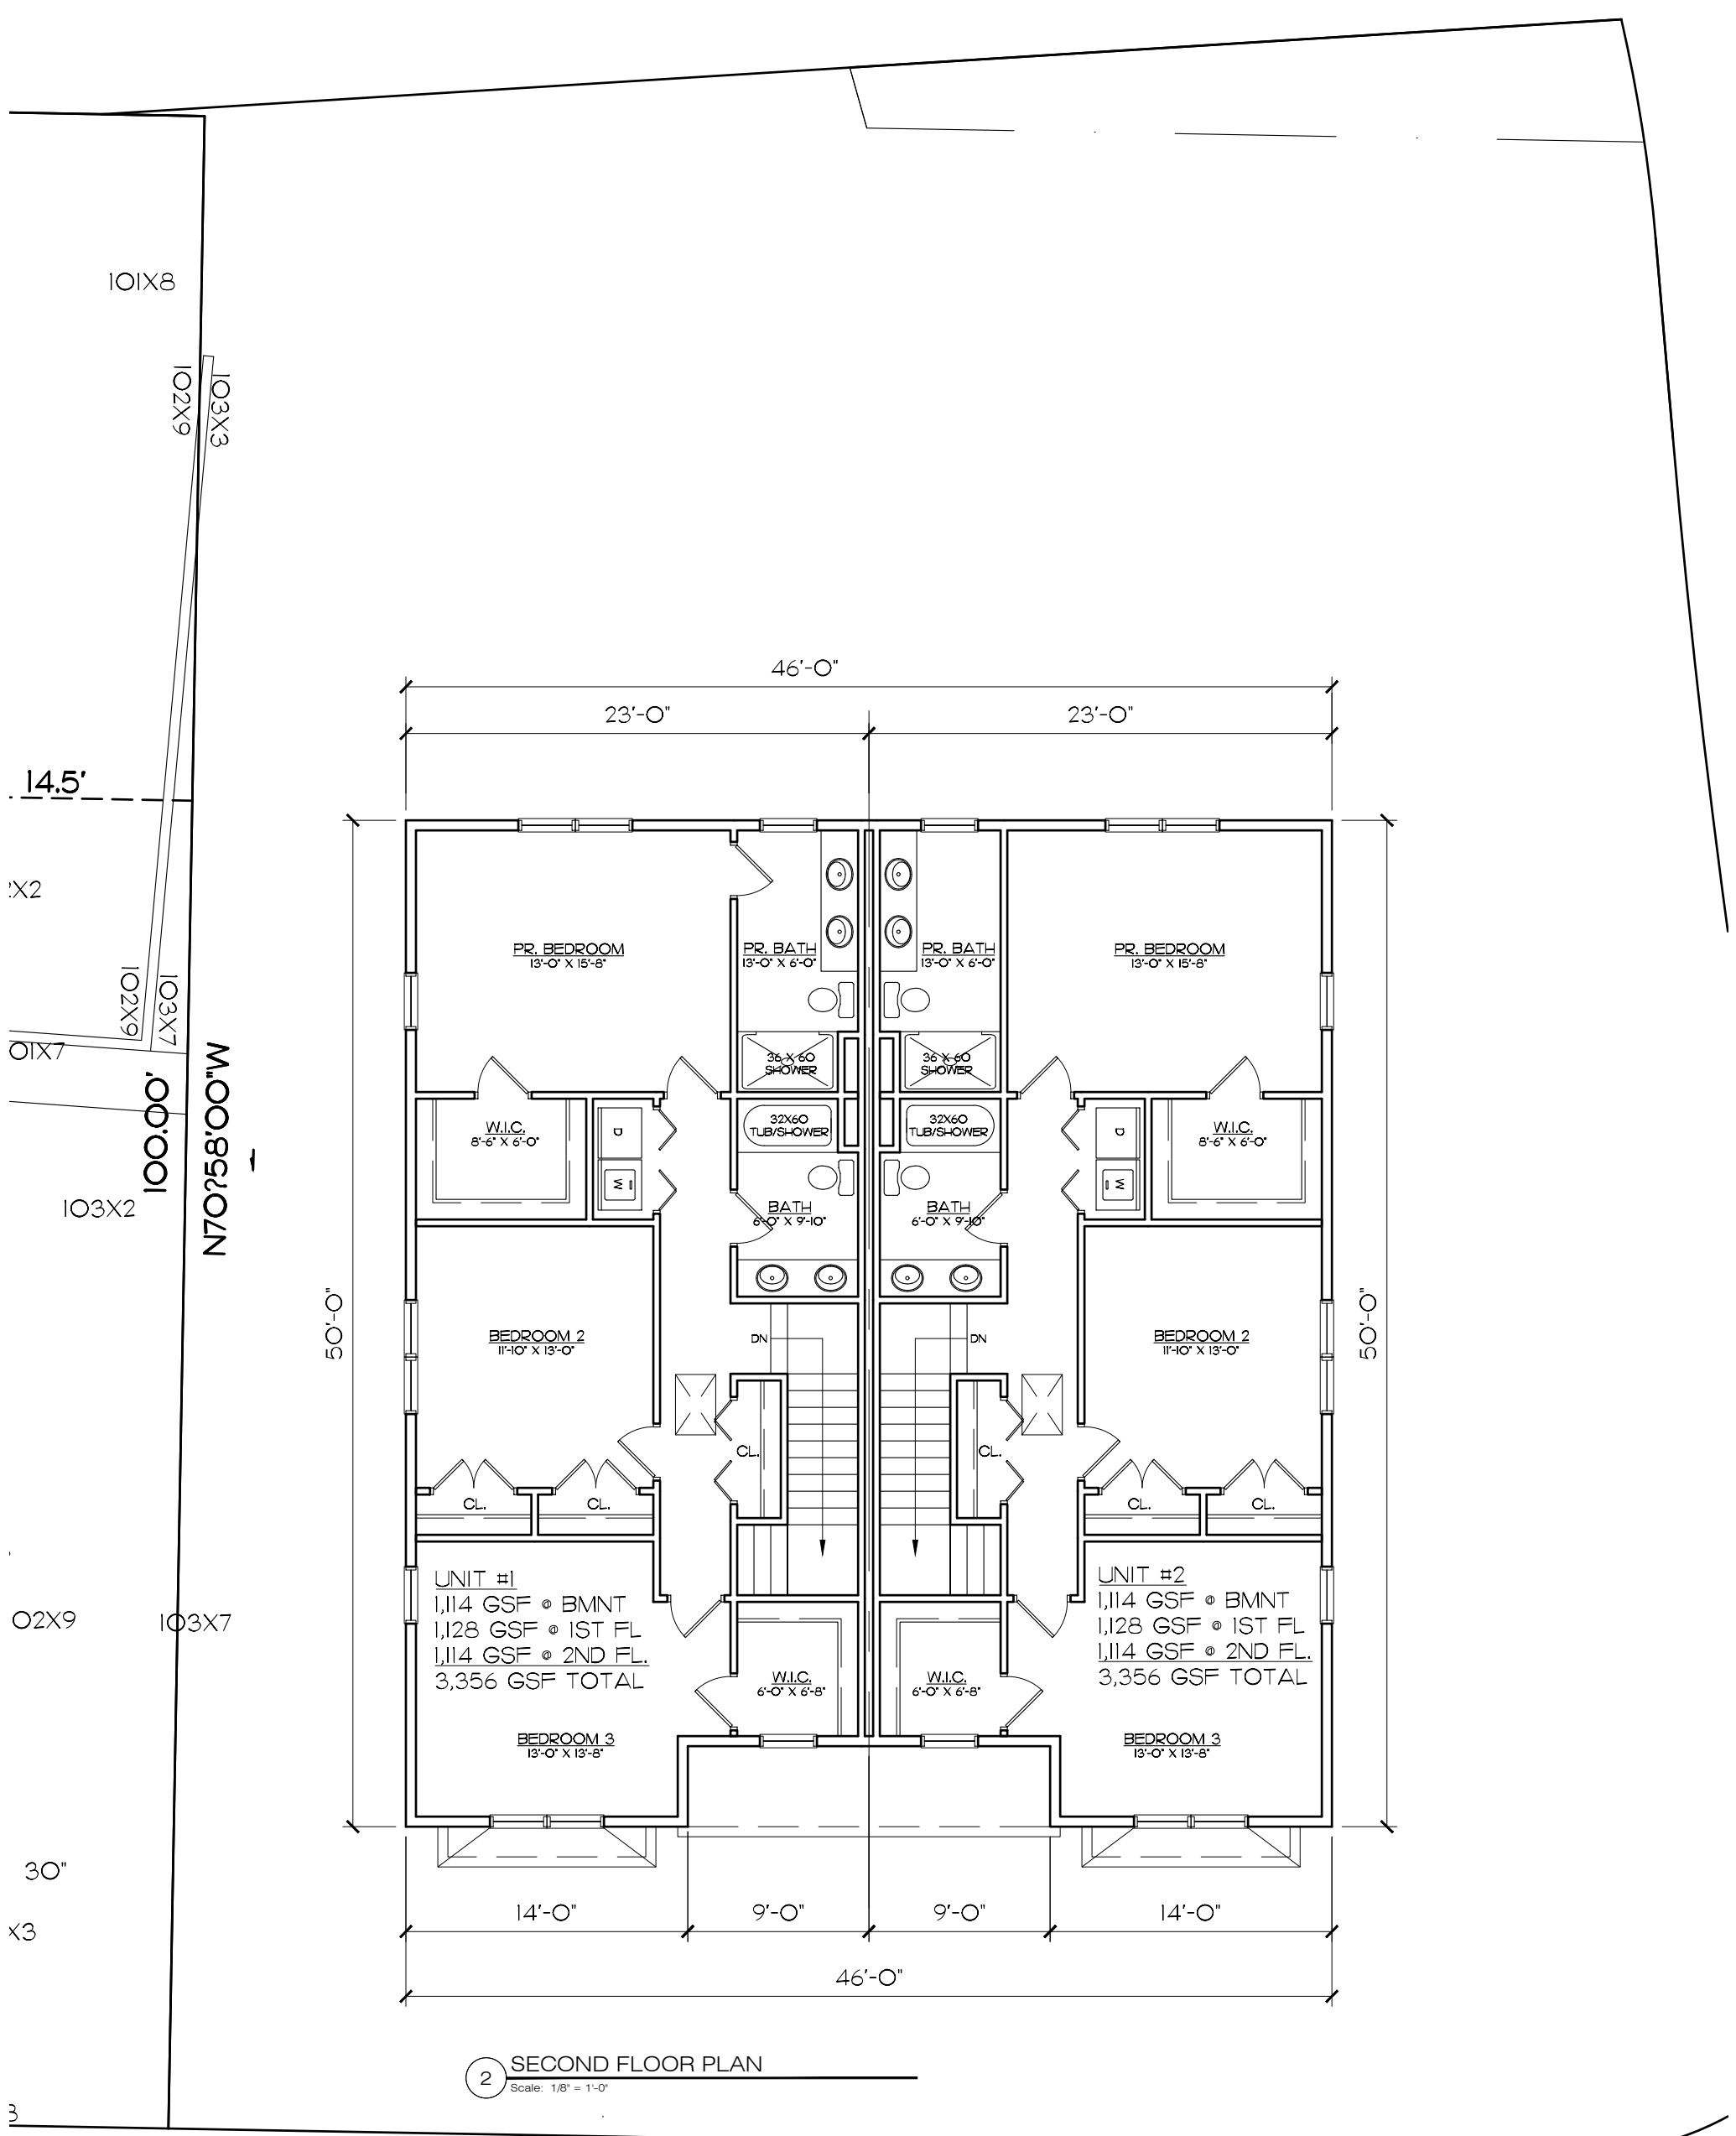 101X8
102X9
103X3
46'-0"
23'-0"
23'-0"
14.5'
X2
PR. BEDROOM
13'-0" X 15'-8"
PR. BATH
13'-0" X 6'-0"
PR. BATH
13'-0" X 6'-0"
PR. BEDROOM
13'-0" X 15'-8"
102X9
103X7
01X7
100.00'
N70?58'00"W
36 X 60
SHOWER
36 X 60
SHOWER
W.I.C.
8'-6" X 6'-0"
D
W
32X60
TUB/SHOWER
32X60
TUB/SHOWER
D
W
W.I.C.
8'-6" X 6'-0"
103X2
BATH
6'-0" X 9'-10"
BATH
6'-0" X 9'-10"
50'-0"
BEDROOM 2
11'-10" X 13'-0"
DN
DN
BEDROOM 2
11'-10" X 13'-0"
50'-0"
CL.
CL.
CL.
CL.
CL.
CL.
UNIT #1
1,114 GSF @ BMNT
1,128 GSF @ 1ST FL
1,114 GSF @ 2ND FL.
3,356 GSF TOTAL
UNIT #2
1,114 GSF @ BMNT
1,128 GSF @ 1ST FL
1,114 GSF @ 2ND FL.
3,356 GSF TOTAL
02X9
103X7
W.I.C.
6'-0" X 6'-8"
W.I.C.
6'-0" X 6'-8"
BEDROOM 3
13'-0" X 13'-8"
BEDROOM 3
13'-0" X 13'-8"
30"
X3
14'-0"
9'-0"
9'-0"
14'-0"
46'-0"
2
SECOND FLOOR PLAN
Scale: 1/8" = 1'-0"